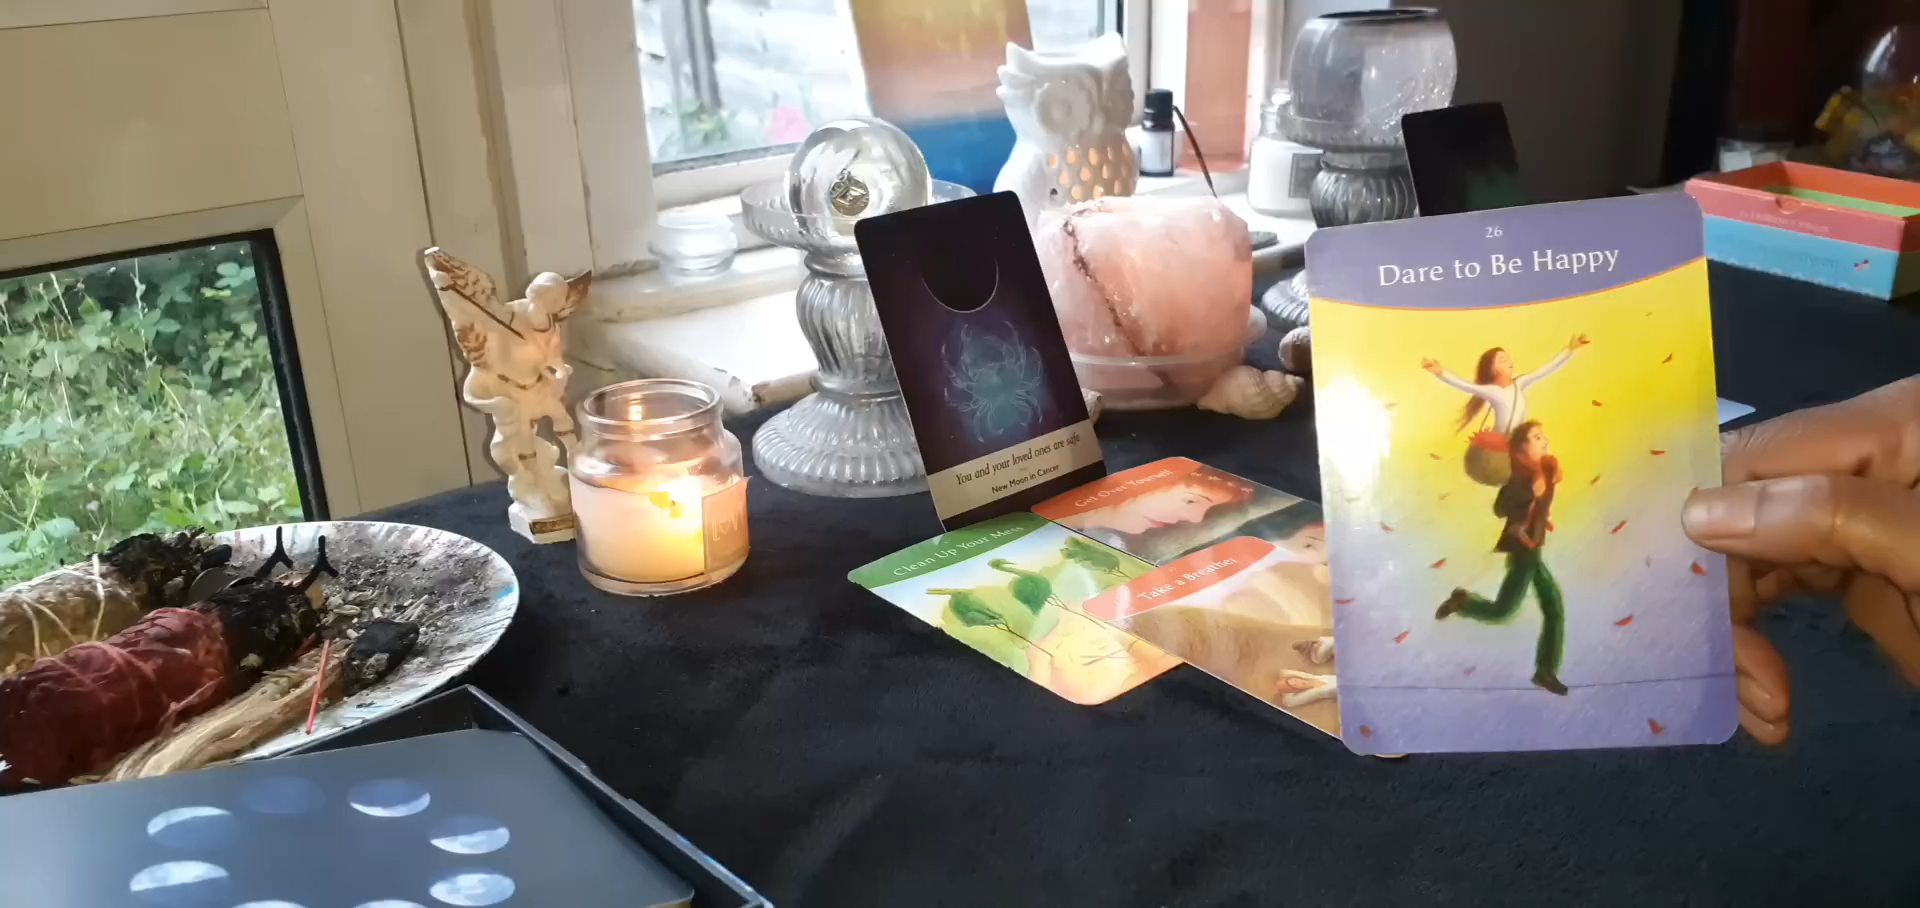 26
Dare to Be Happy
You and your loved ones are safe
New Moon in Cancer
Get Over Yourself
Clean Up Your Mess
Take a Breather